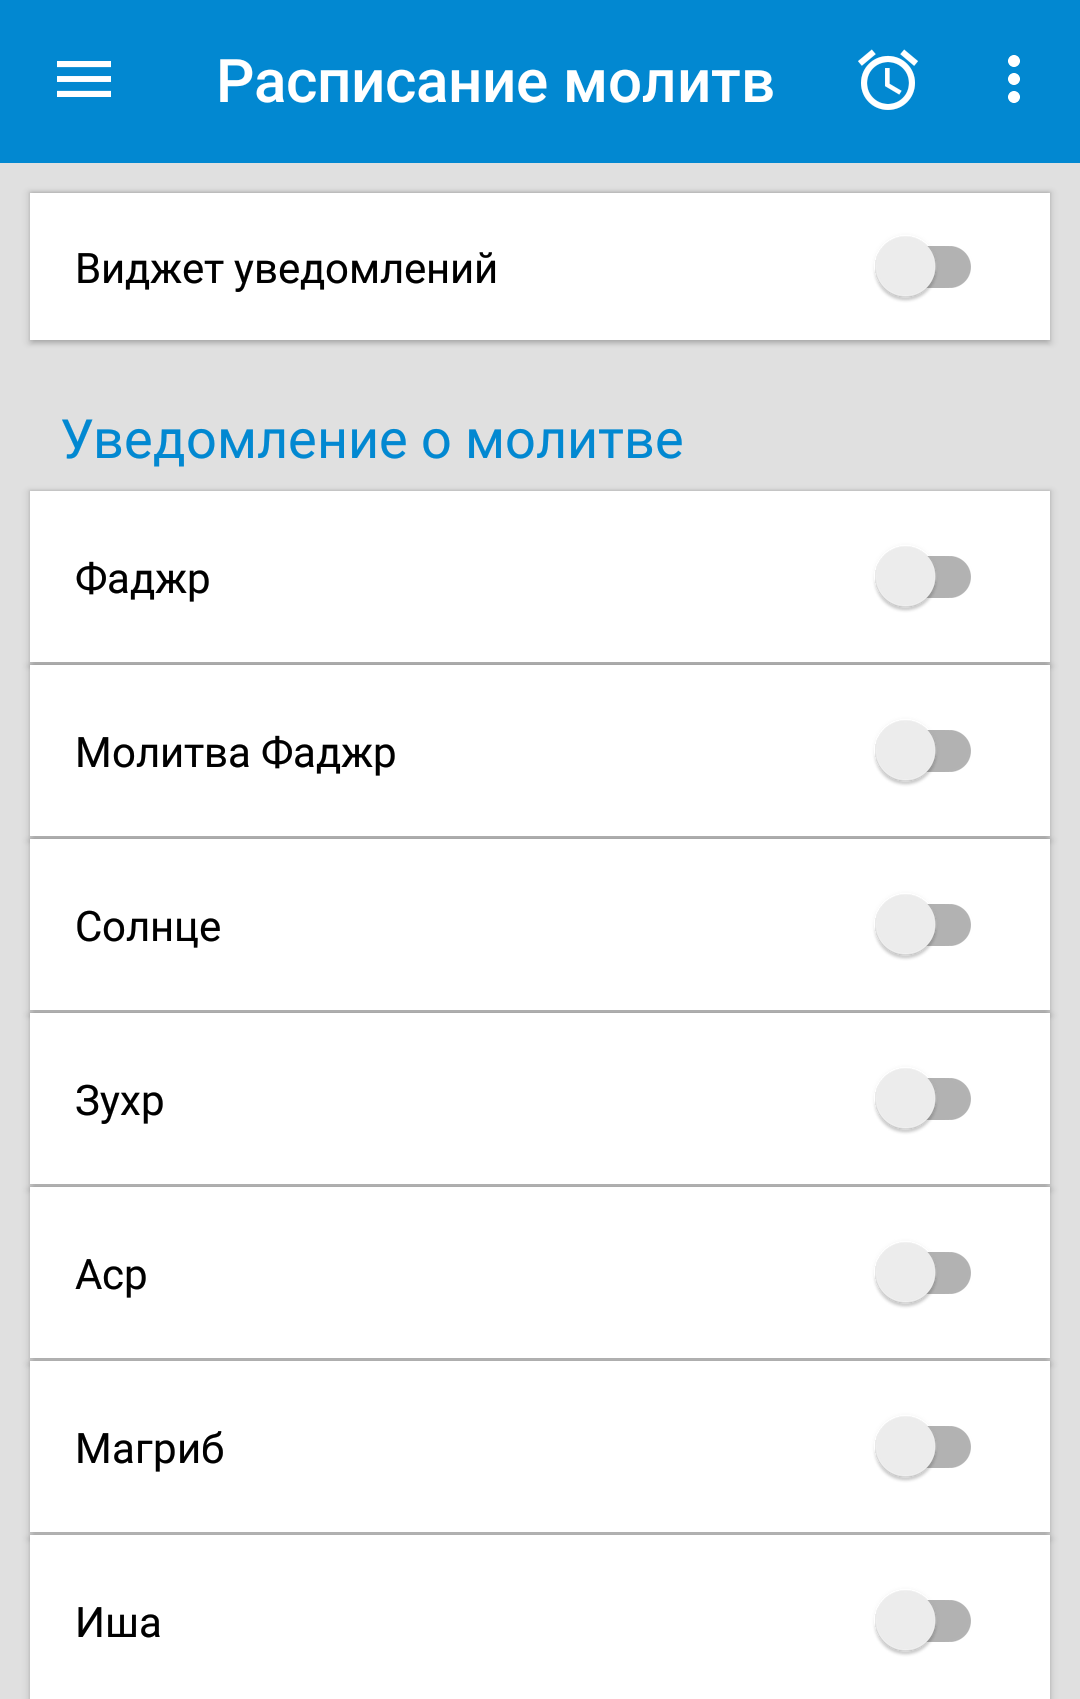 Расписание молитв
Виджет уведомлений
Уведомление о молитве
Фаджр
Молитва Фаджр
Солнце
Зухр
Аср
Магриб
Иша